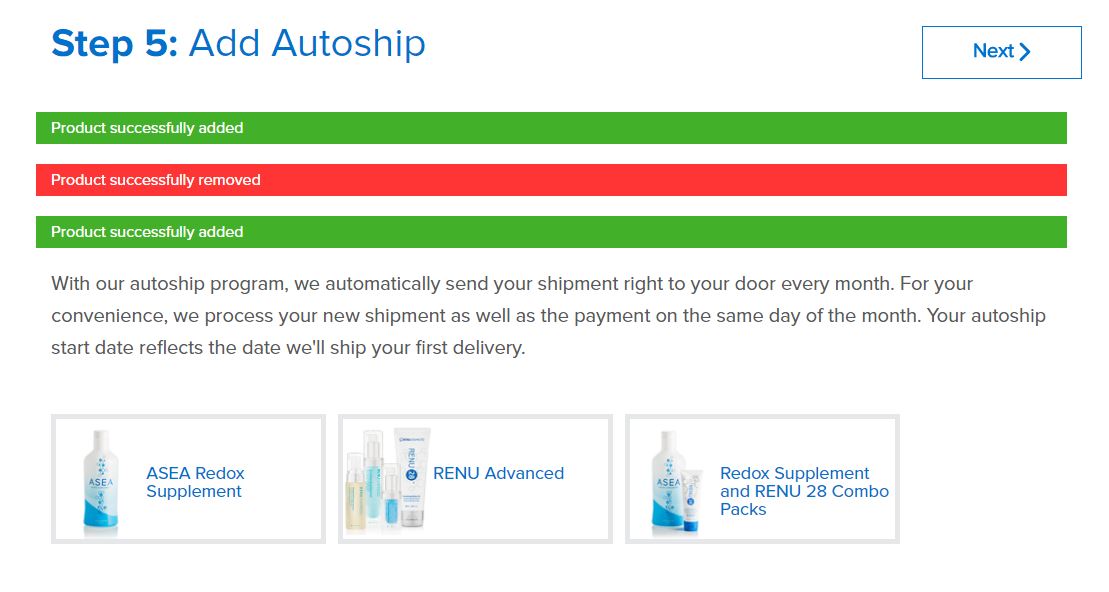 Step 5: Add Autoship
Next
Product successfully added
Product successfully removed
Product successfully added
With our autoship program, we automatically send your shipment right to your door every month. For your
convenience, we process your new shipment as well as the payment on the same day of the month. Your autoship
start date reflects the date we'll ship your first delivery.
ASEA
ASEA Redox
Supplement
RENU 28
RENU Advanced
ASEA
RENU 28
Redox Supplement
and RENU 28 Combo
Packs